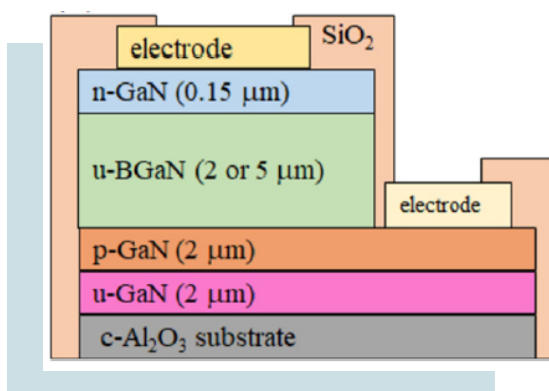 electrode
SiO₂
n-GaN (0.15 μm)
u-BGaN (2 or 5 μm)
electrode
p-GaN (2 μm)
u-GaN (2 μm)
c-Al₂O₃ substrate